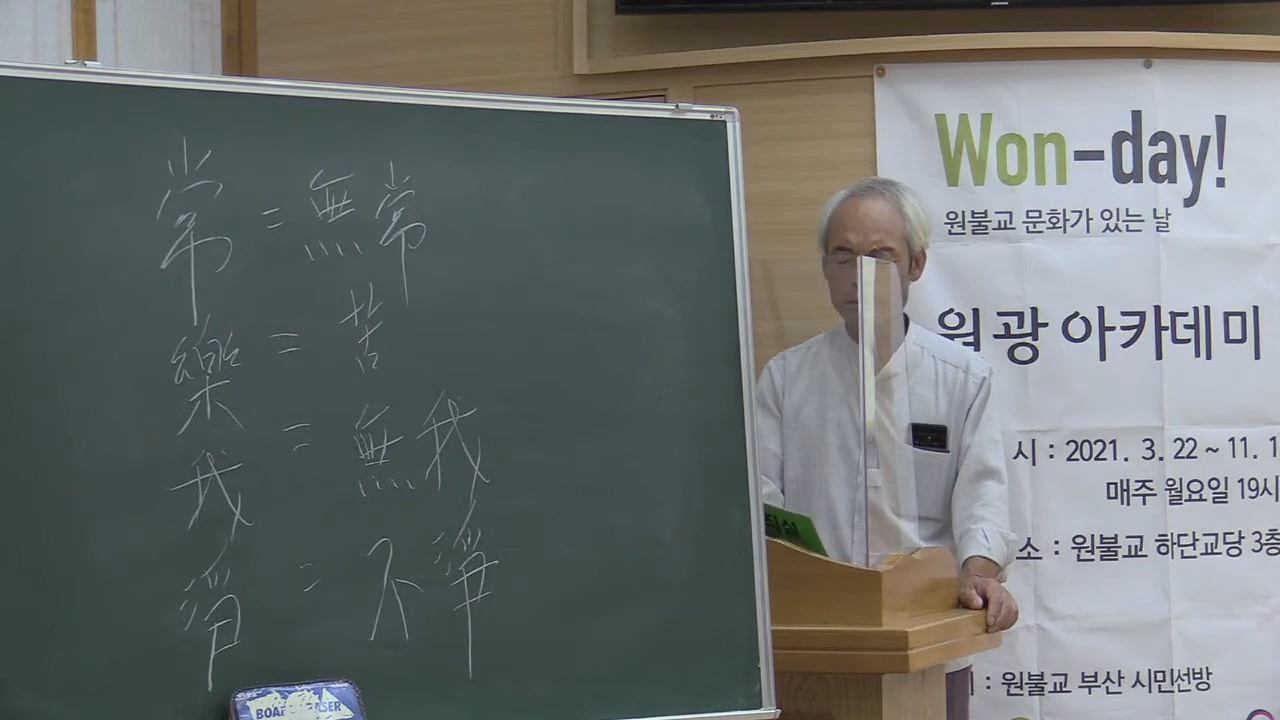 常 = 無常
樂 = 苦
我 = 無我
淨 = 不淨
Won-day!
원불교 문화가 있는 날
원광 아카데미
시 : 2021. 3. 22 ~ 11. 1
매주 월요일 19시
소 : 원불교 하단교당 3층
: 원불교 부산 시민선방